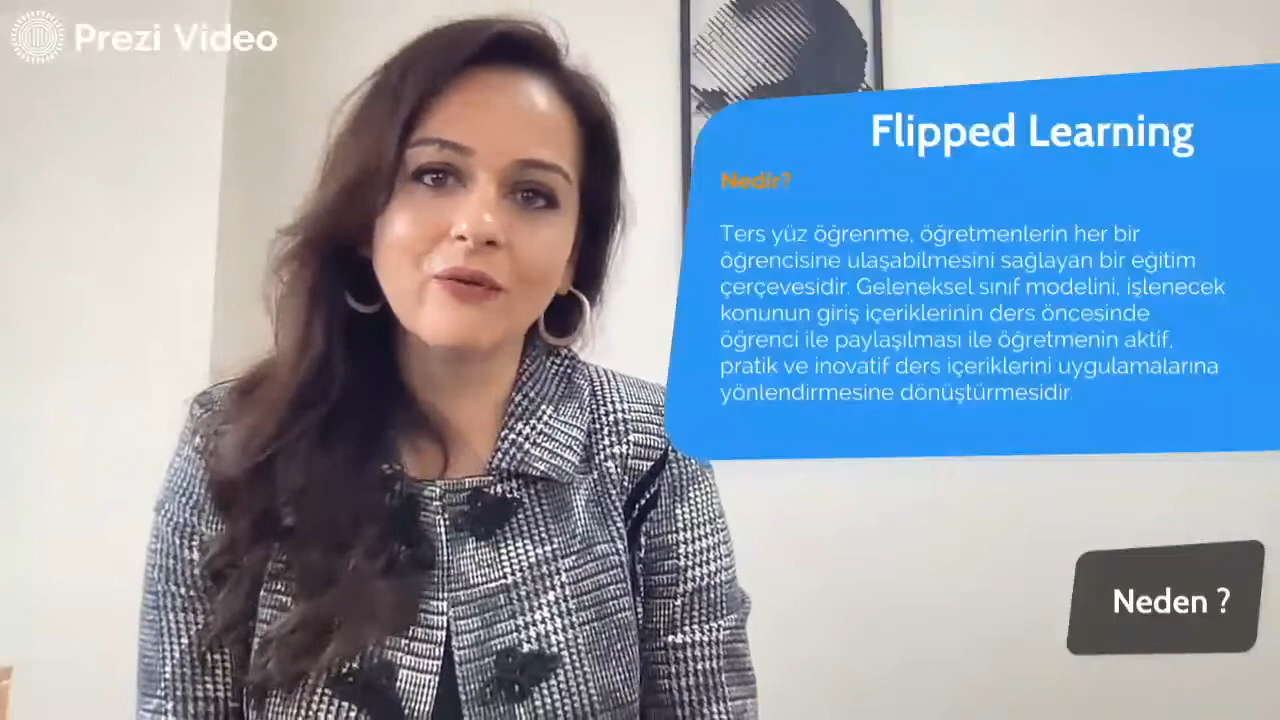 Prezi Video
Flipped Learning
Nedir?
Ters yüz öğrenme, öğretmenlerin her bir
öğrencisine ulaşabilmesini sağlayan bir eğitim
çerçevesidir. Geleneksel sınıf modelini, işlenecek
konunun giriş içeriklerinin ders öncesinde
öğrenci ile paylaşılması ile öğretmenin aktif,
pratik ve inovatif ders içeriklerini uygulamalarına
yönlendirmesine dönüştürmesidir.
Neden ?